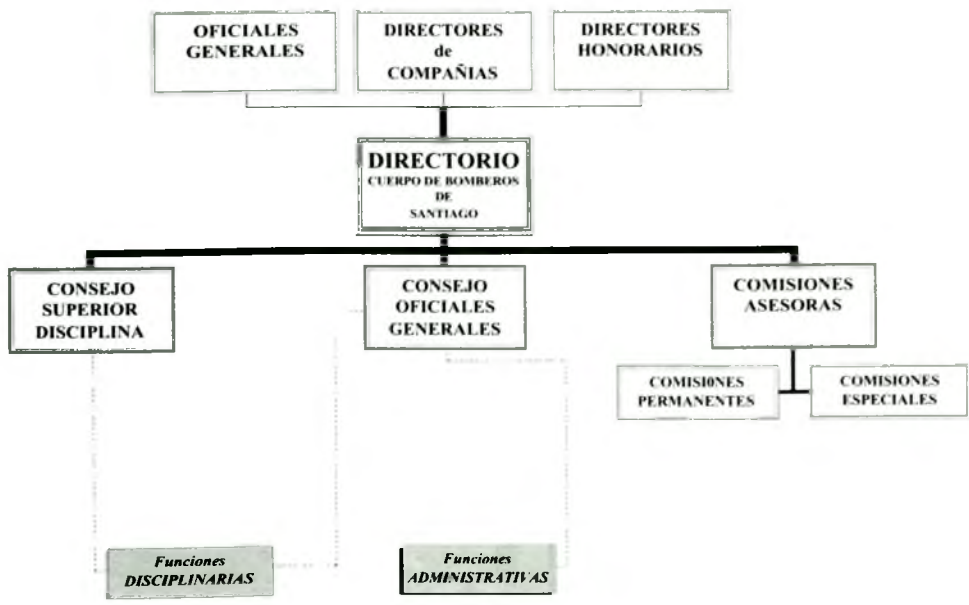 OFICIALES
GENERALES
DIRECTORES
de
COMPAÑIAS
DIRECTORES
HONORARIOS
DIRECTORIO
CUERPO DE BOMBEROS
DE
SANTIAGO
CONSEJO
SUPERIOR
DISCIPLINA
CONSEJO
OFICIALES
GENERALES
COMISIONES
ASESORAS
COMISIONES
PERMANENTES
COMISIONES
ESPECIALES
Funciones
DISCIPLINARIAS
Funciones
ADMINISTRATIVAS